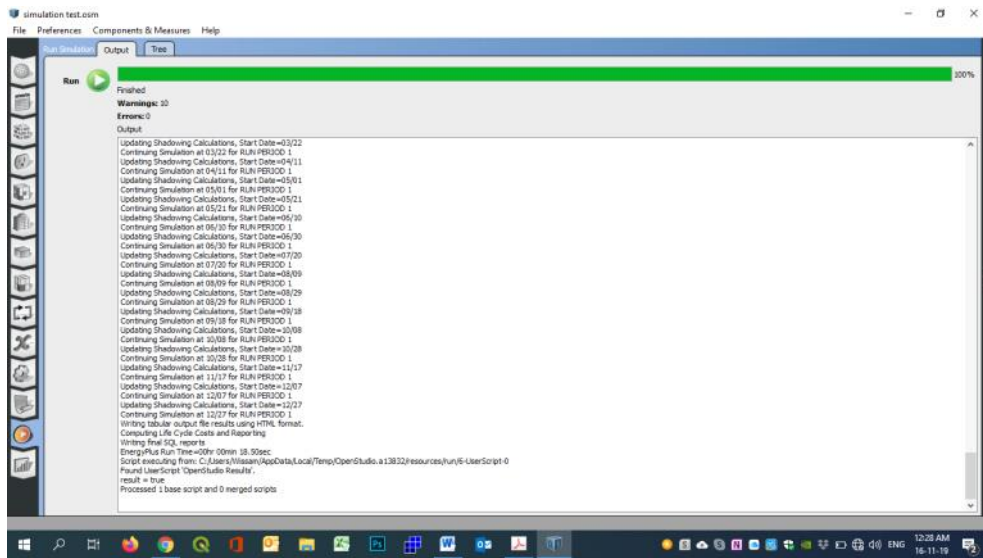 simulation test.osm
File Preferences Components & Measures Help
Run Simulation Output Tree
Run 100%
Finished
Warnings: 10
Errors: 0
Output
Updating Shadowing Calculations, Start Date=03/22
Continuing Simulation at 03/22 for RUN PERIOD 1
Updating Shadowing Calculations, Start Date=04/11
Continuing Simulation at 04/11 for RUN PERIOD 1
Updating Shadowing Calculations, Start Date=05/01
Continuing Simulation at 05/01 for RUN PERIOD 1
Updating Shadowing Calculations, Start Date=05/21
Continuing Simulation at 05/21 for RUN PERIOD 1
Updating Shadowing Calculations, Start Date=06/10
Continuing Simulation at 06/10 for RUN PERIOD 1
Updating Shadowing Calculations, Start Date=06/30
Continuing Simulation at 06/30 for RUN PERIOD 1
Updating Shadowing Calculations, Start Date=07/20
Continuing Simulation at 07/20 for RUN PERIOD 1
Updating Shadowing Calculations, Start Date=08/09
Continuing Simulation at 08/09 for RUN PERIOD 1
Updating Shadowing Calculations, Start Date=08/29
Continuing Simulation at 08/29 for RUN PERIOD 1
Updating Shadowing Calculations, Start Date=09/18
Continuing Simulation at 09/18 for RUN PERIOD 1
Updating Shadowing Calculations, Start Date=10/08
Continuing Simulation at 10/08 for RUN PERIOD 1
Updating Shadowing Calculations, Start Date=10/28
Continuing Simulation at 10/28 for RUN PERIOD 1
Updating Shadowing Calculations, Start Date=11/17
Continuing Simulation at 11/17 for RUN PERIOD 1
Updating Shadowing Calculations, Start Date=12/07
Continuing Simulation at 12/07 for RUN PERIOD 1
Updating Shadowing Calculations, Start Date=12/27
Continuing Simulation at 12/27 for RUN PERIOD 1
Writing tabular output file results using HTML format.
Computing Life Cycle Costs and Reporting
Writing final SQL reports
EnergyPlus Run Time=00hr 00min 18.50sec
Script executing from: C:/Users/Wissam/AppData/Local/Temp/OpenStudio.a13832/resources/run/6-UserScript-0
Found UserScript 'OpenStudio Results'.
result = true
Processed 1 base script and 0 merged scripts
ENG
12:28 AM
16-11-19